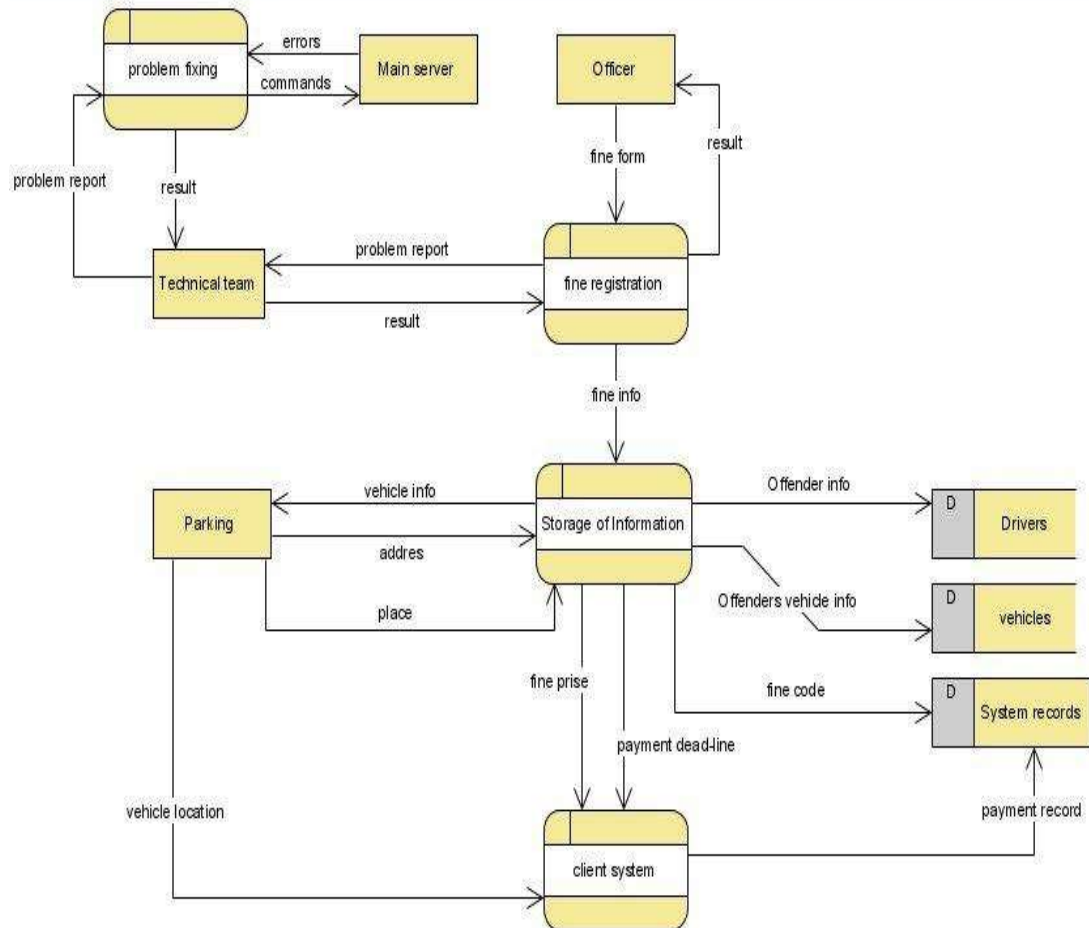 errors
problem fixing
Main server
Officer
commands
result
fine form
problem report
result
problem report
Technical team
fine registration
result
fine info
vehicle info
Offender info
D
Parking
Storage of Information
Drivers
addres
D
Offenders vehicle info
place
vehicles
fine prise
fine code
D
System records
payment dead-line
vehicle location
payment record
client system